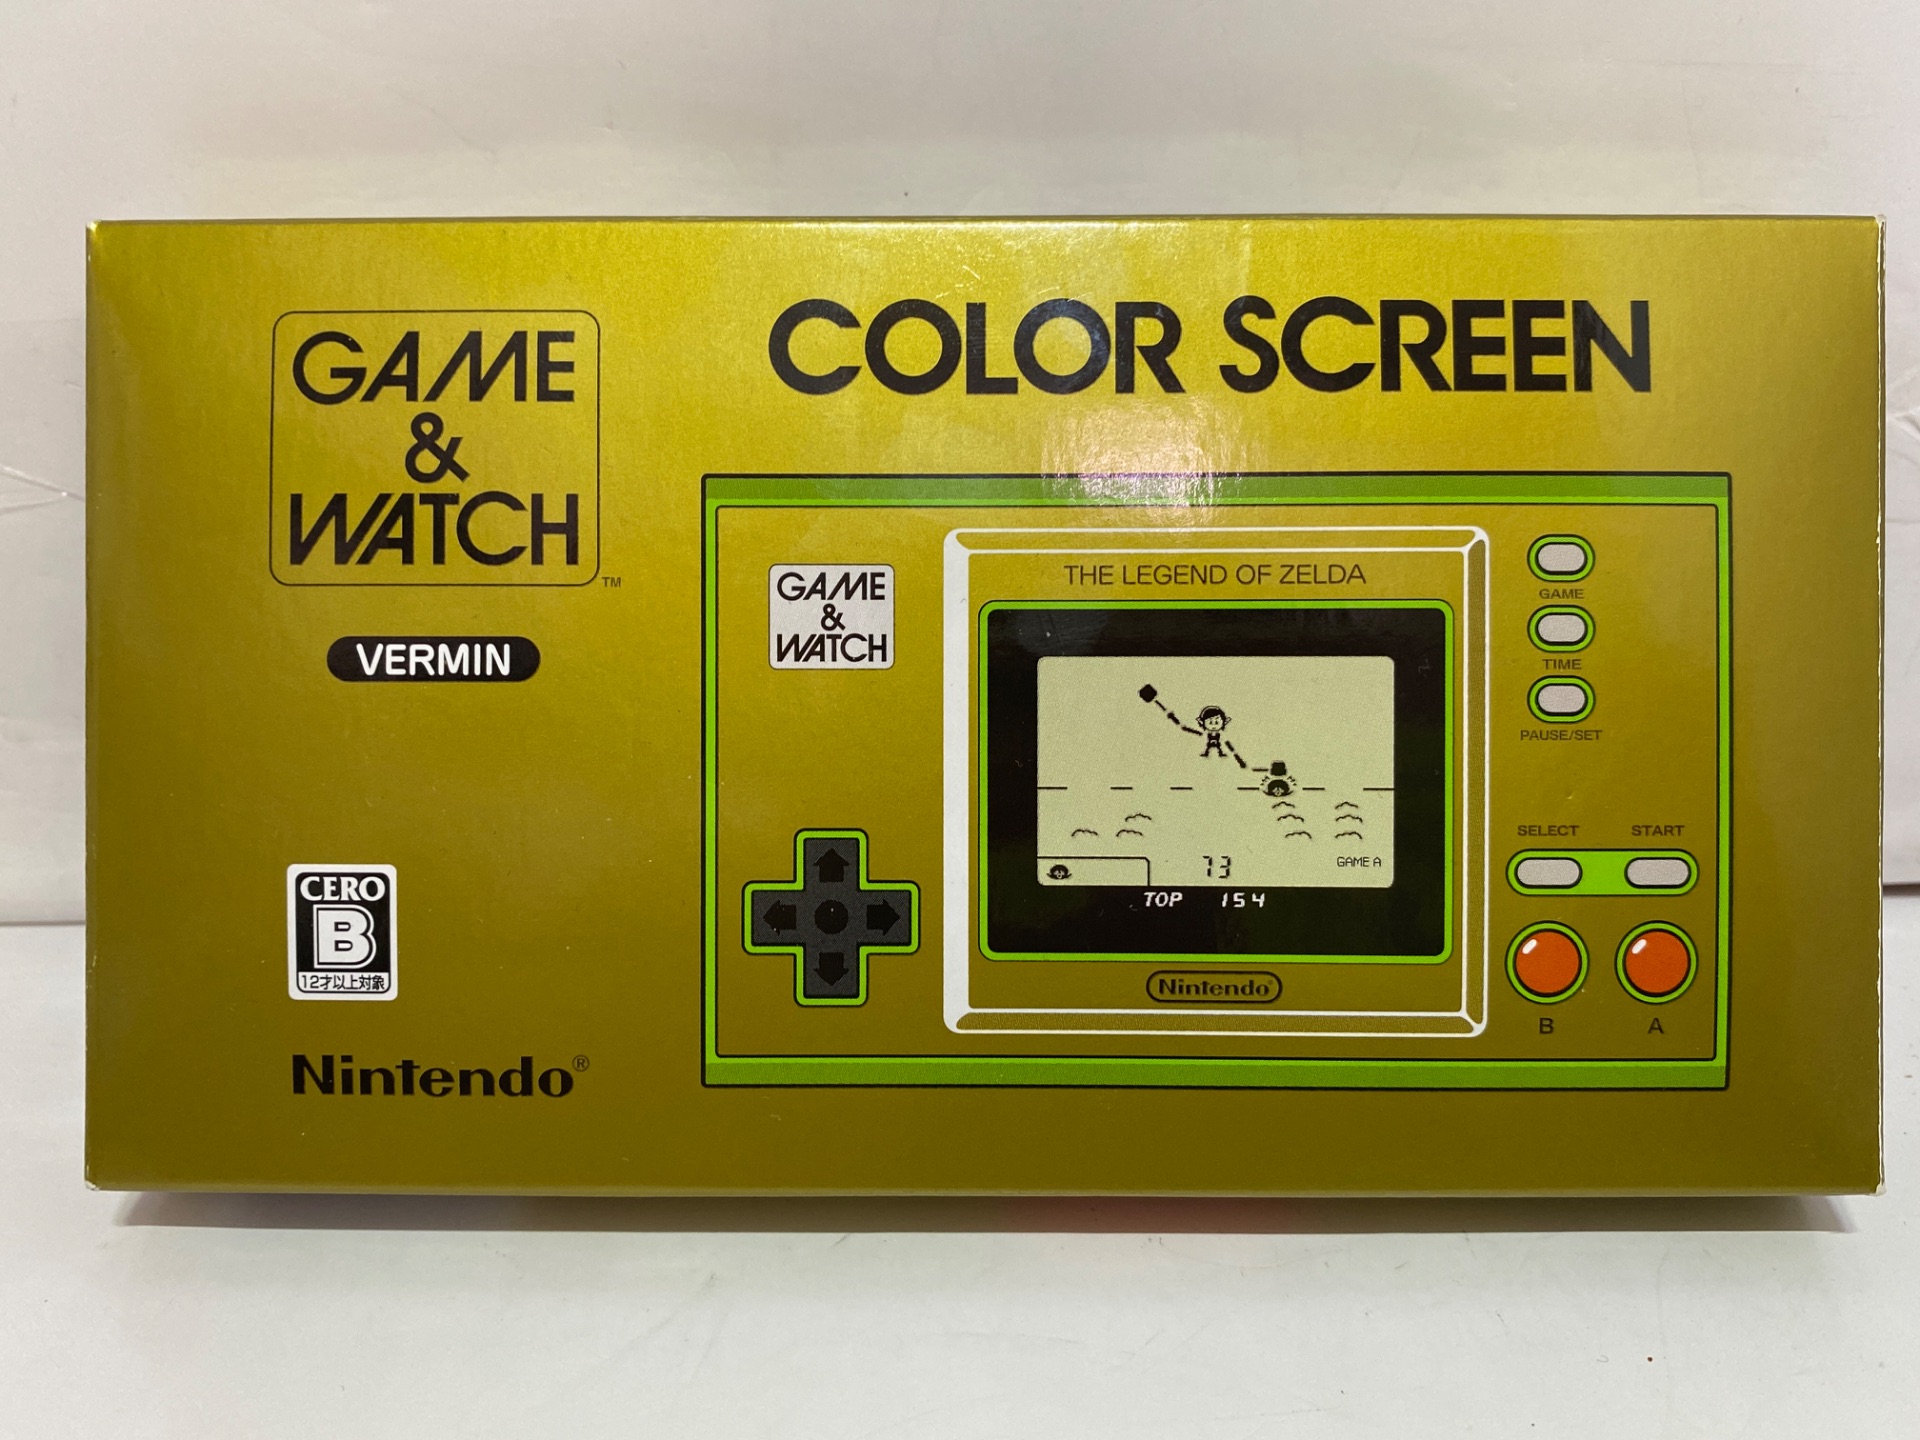 GAME
&
WATCH
TM
VERMIN
CERO
B
12才以上対象
Nintendo®
COLOR SCREEN
GAME
&
WATCH
THE LEGEND OF ZELDA
73
GAME A
TOP 154
Nintendo®
GAME
TIME
PAUSE/SET
SELECT START
B A